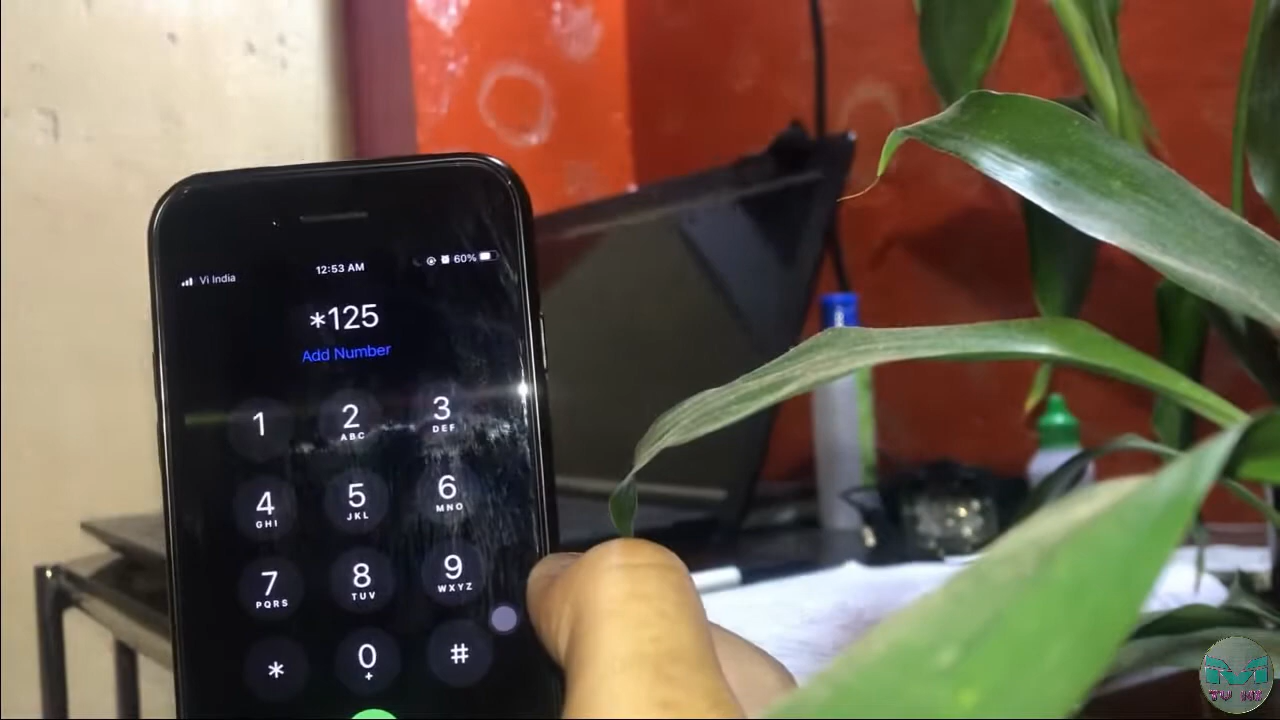 Vi India 12:53 AM 60%
*125
Add Number
1 2 3
ABC DEF
4 5 6
GHI JKL MNO
7 8 9
PQRS TUV WXYZ
* 0 #
+